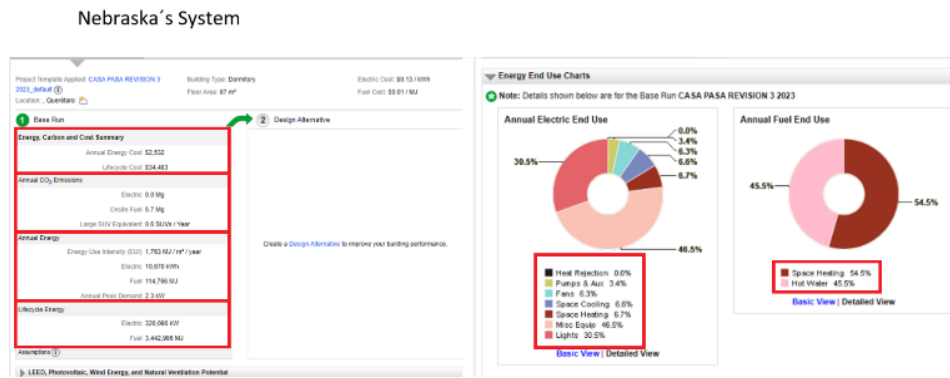 Nebraska´s System
Project Template Applied: CASA PASA REVISION 3
2023_default
Location: , Querétaro
Building Type: Dormitory
Floor Area: 87 m²
Electric Cost: $0.13 / kWh
Fuel Cost: $0.01 / MJ
1 Base Run
2 Design Alternative
Energy, Carbon and Cost Summary
Annual Energy Cost $2,532
Lifecycle Cost $34,483
Annual CO2 Emissions
Electric 0.0 Mg
Onsite Fuel 5.7 Mg
Large SUV Equivalent 0.6 SUVs / Year
Annual Energy
Energy Use Intensity (EUI) 1,763 MJ / m² / year
Electric 10,670 kWh
Fuel 114,766 MJ
Annual Peak Demand 2.3 kW
Lifecycle Energy
Electric 320,096 kW
Fuel 3,442,986 MJ
Assumptions
Create a Design Alternative to improve your building performance.
LEED, Photovoltaic, Wind Energy, and Natural Ventilation Potential
Energy End Use Charts
Note: Details shown below are for the Base Run CASA PASA REVISION 3 2023
Annual Electric End Use
0.0%
3.4%
6.3%
6.6%
6.7%
30.5%
46.5%
Heat Rejection 0.0%
Pumps & Aux 3.4%
Fans 6.3%
Space Cooling 6.6%
Space Heating 6.7%
Misc Equip 46.5%
Lights 30.5%
Basic View | Detailed View
Annual Fuel End Use
45.5%
54.5%
Space Heating 54.5%
Hot Water 45.5%
Basic View | Detailed View